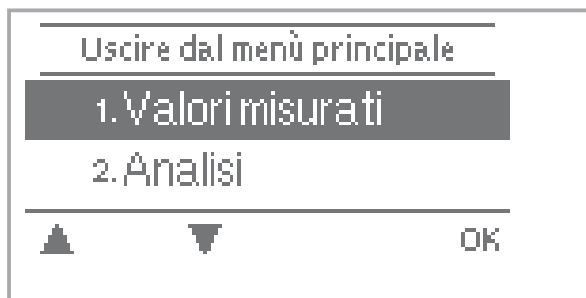 Uscire dal menù principale
1. Valori misurati
2. Analisi
OK